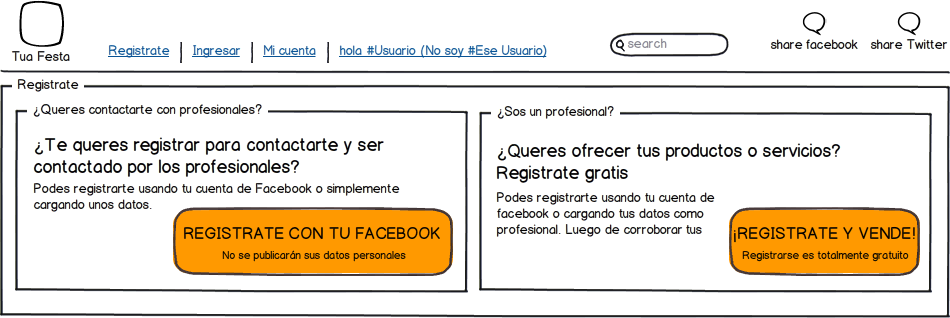 Tua Festa
Registrate
Ingresar
Mi cuenta
hola #Usuario (No soy #Ese Usuario)
search
share facebook
share Twitter
Registrate
¿Queres contactarte con profesionales?
¿Te queres registrar para contactarte y ser
contactado por los profesionales?
Podes registrarte usando tu cuenta de Facebook o simplemente
cargando unos datos.
REGISTRATE CON TU FACEBOOK
No se publicarán sus datos personales
¿Sos un profesional?
¿Queres ofrecer tus productos o servicios?
Registrate gratis
Podes registrarte usando tu cuenta de
facebook o cargando tus datos como
profesional. Luego de corroborar tus
¡REGISTRATE Y VENDE!
Registrarse es totalmente gratuito